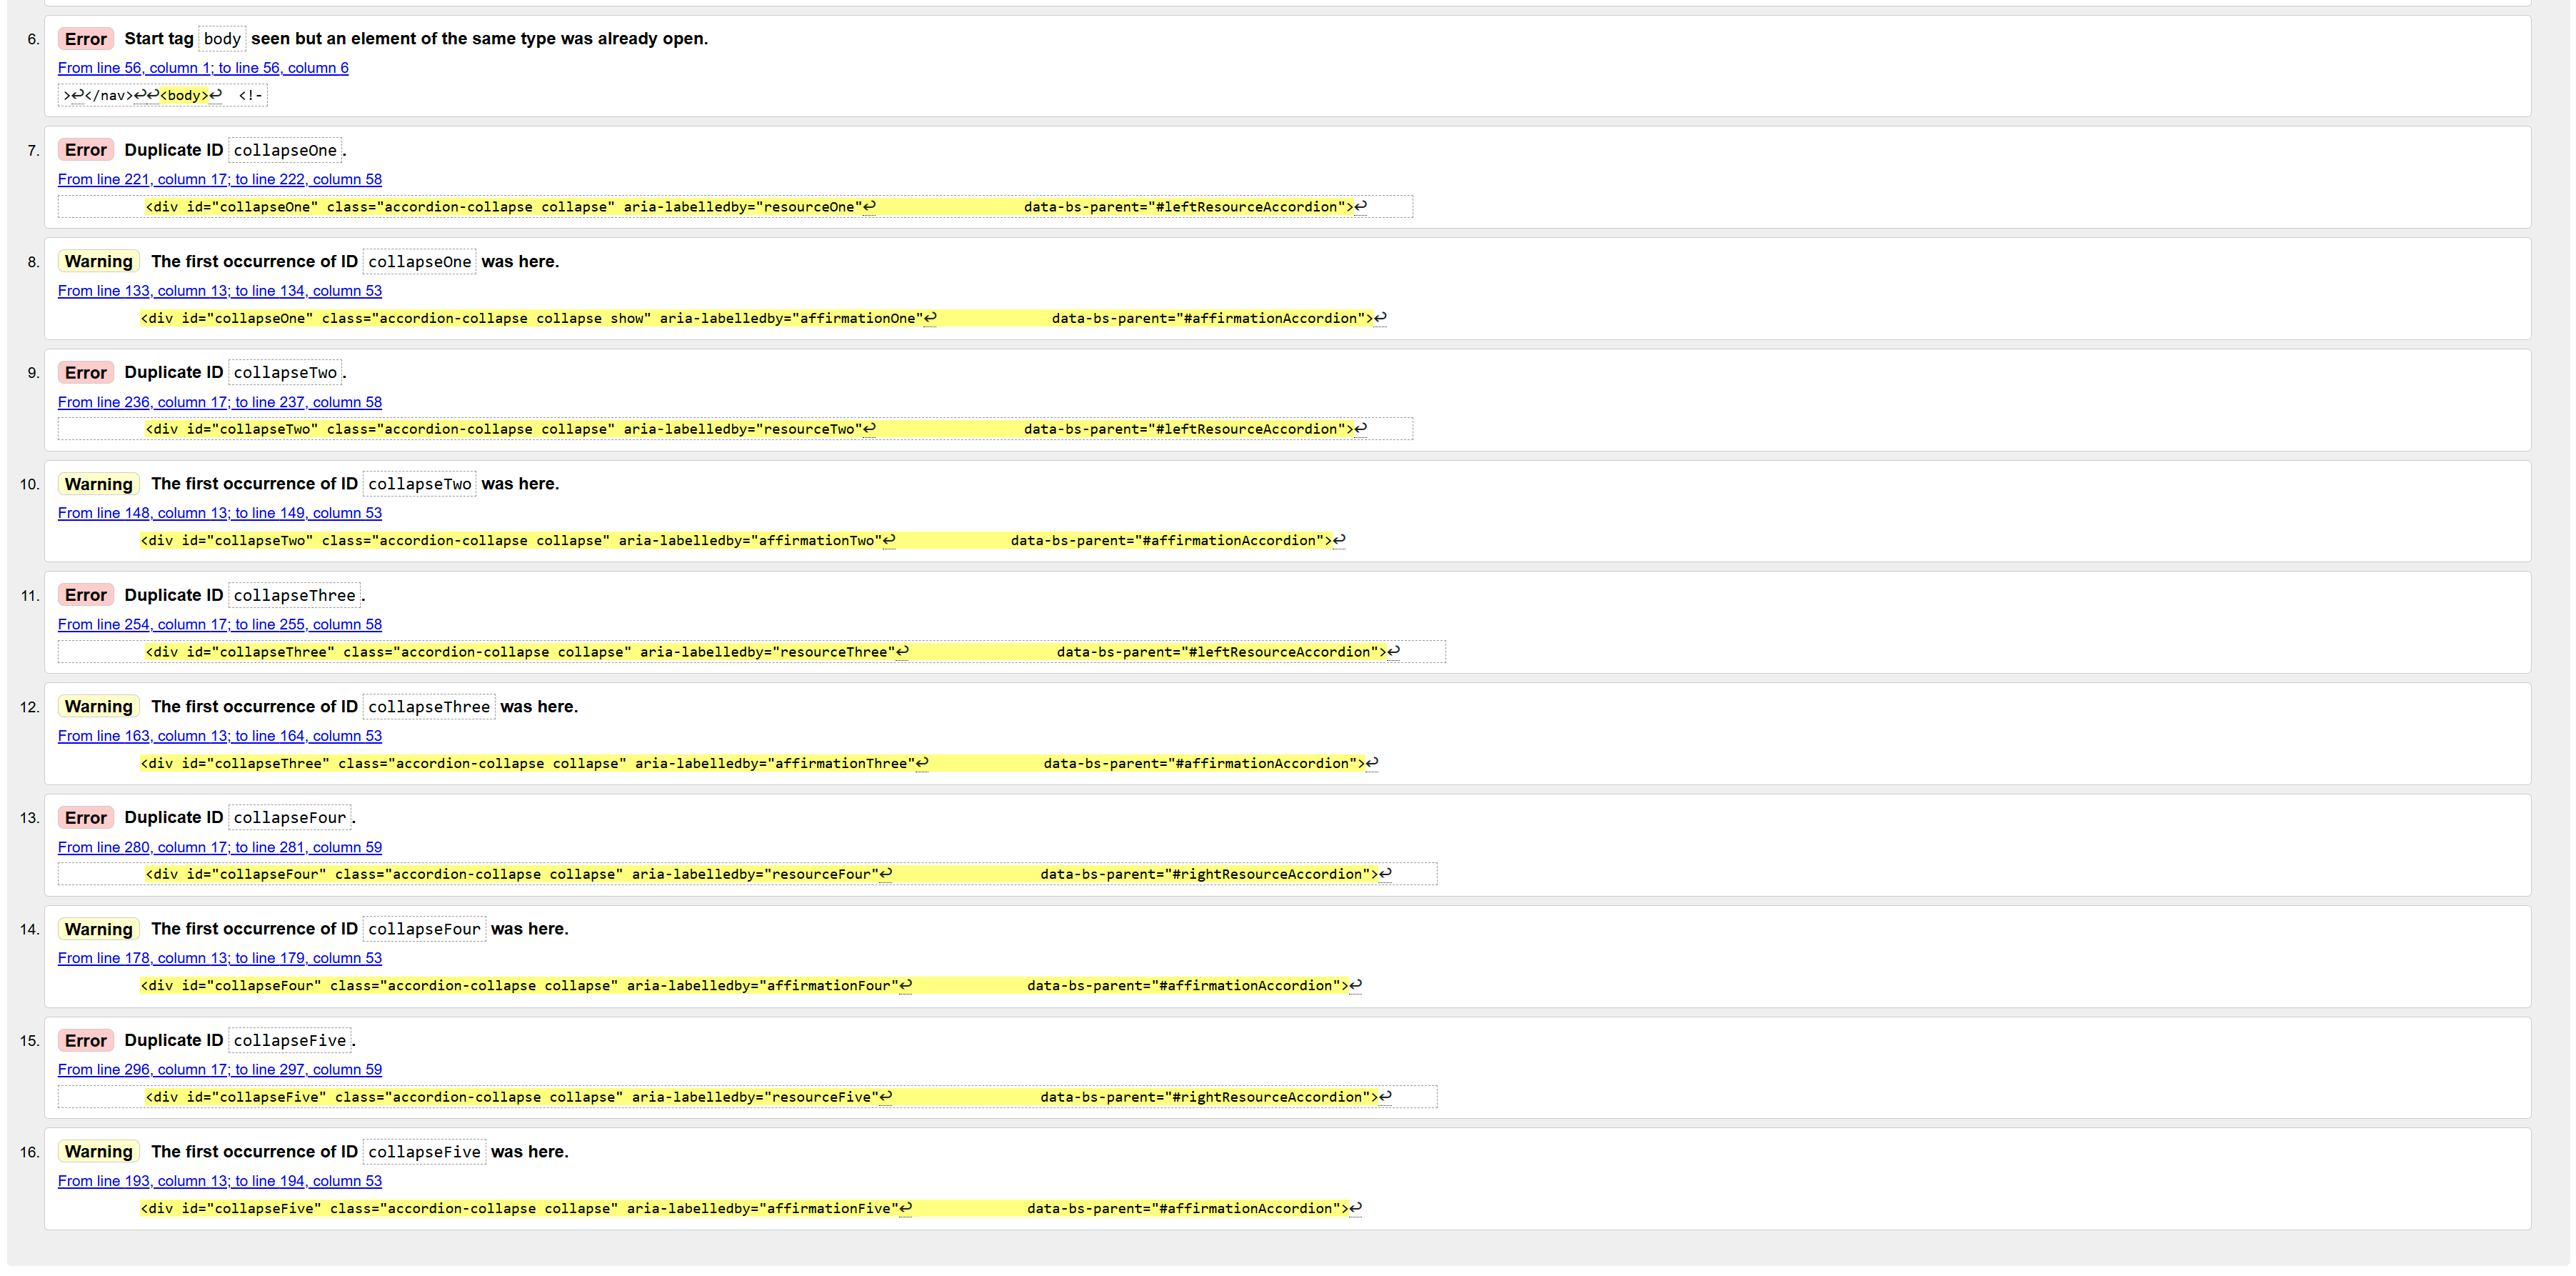 6. Error Start tag body seen but an element of the same type was already open.
From line 56, column 1; to line 56, column 6
>↩</nav>↩↩<body>↩  <!-
7. Error Duplicate ID collapseOne.
From line 221, column 17; to line 222, column 58
<div id="collapseOne" class="accordion-collapse collapse" aria-labelledby="resourceOne"↩ data-bs-parent="#leftResourceAccordion">↩
8. Warning The first occurrence of ID collapseOne was here.
From line 133, column 13; to line 134, column 53
<div id="collapseOne" class="accordion-collapse collapse show" aria-labelledby="affirmationOne"↩ data-bs-parent="#affirmationAccordion">↩
9. Error Duplicate ID collapseTwo.
From line 236, column 17; to line 237, column 58
<div id="collapseTwo" class="accordion-collapse collapse" aria-labelledby="resourceTwo"↩ data-bs-parent="#leftResourceAccordion">↩
10. Warning The first occurrence of ID collapseTwo was here.
From line 148, column 13; to line 149, column 53
<div id="collapseTwo" class="accordion-collapse collapse" aria-labelledby="affirmationTwo"↩ data-bs-parent="#affirmationAccordion">↩
11. Error Duplicate ID collapseThree.
From line 254, column 17; to line 255, column 58
<div id="collapseThree" class="accordion-collapse collapse" aria-labelledby="resourceThree"↩ data-bs-parent="#leftResourceAccordion">↩
12. Warning The first occurrence of ID collapseThree was here.
From line 163, column 13; to line 164, column 53
<div id="collapseThree" class="accordion-collapse collapse" aria-labelledby="affirmationThree"↩ data-bs-parent="#affirmationAccordion">↩
13. Error Duplicate ID collapseFour.
From line 280, column 17; to line 281, column 59
<div id="collapseFour" class="accordion-collapse collapse" aria-labelledby="resourceFour"↩ data-bs-parent="#rightResourceAccordion">↩
14. Warning The first occurrence of ID collapseFour was here.
From line 178, column 13; to line 179, column 53
<div id="collapseFour" class="accordion-collapse collapse" aria-labelledby="affirmationFour"↩ data-bs-parent="#affirmationAccordion">↩
15. Error Duplicate ID collapseFive.
From line 296, column 17; to line 297, column 59
<div id="collapseFive" class="accordion-collapse collapse" aria-labelledby="resourceFive"↩ data-bs-parent="#rightResourceAccordion">↩
16. Warning The first occurrence of ID collapseFive was here.
From line 193, column 13; to line 194, column 53
<div id="collapseFive" class="accordion-collapse collapse" aria-labelledby="affirmationFive"↩ data-bs-parent="#affirmationAccordion">↩